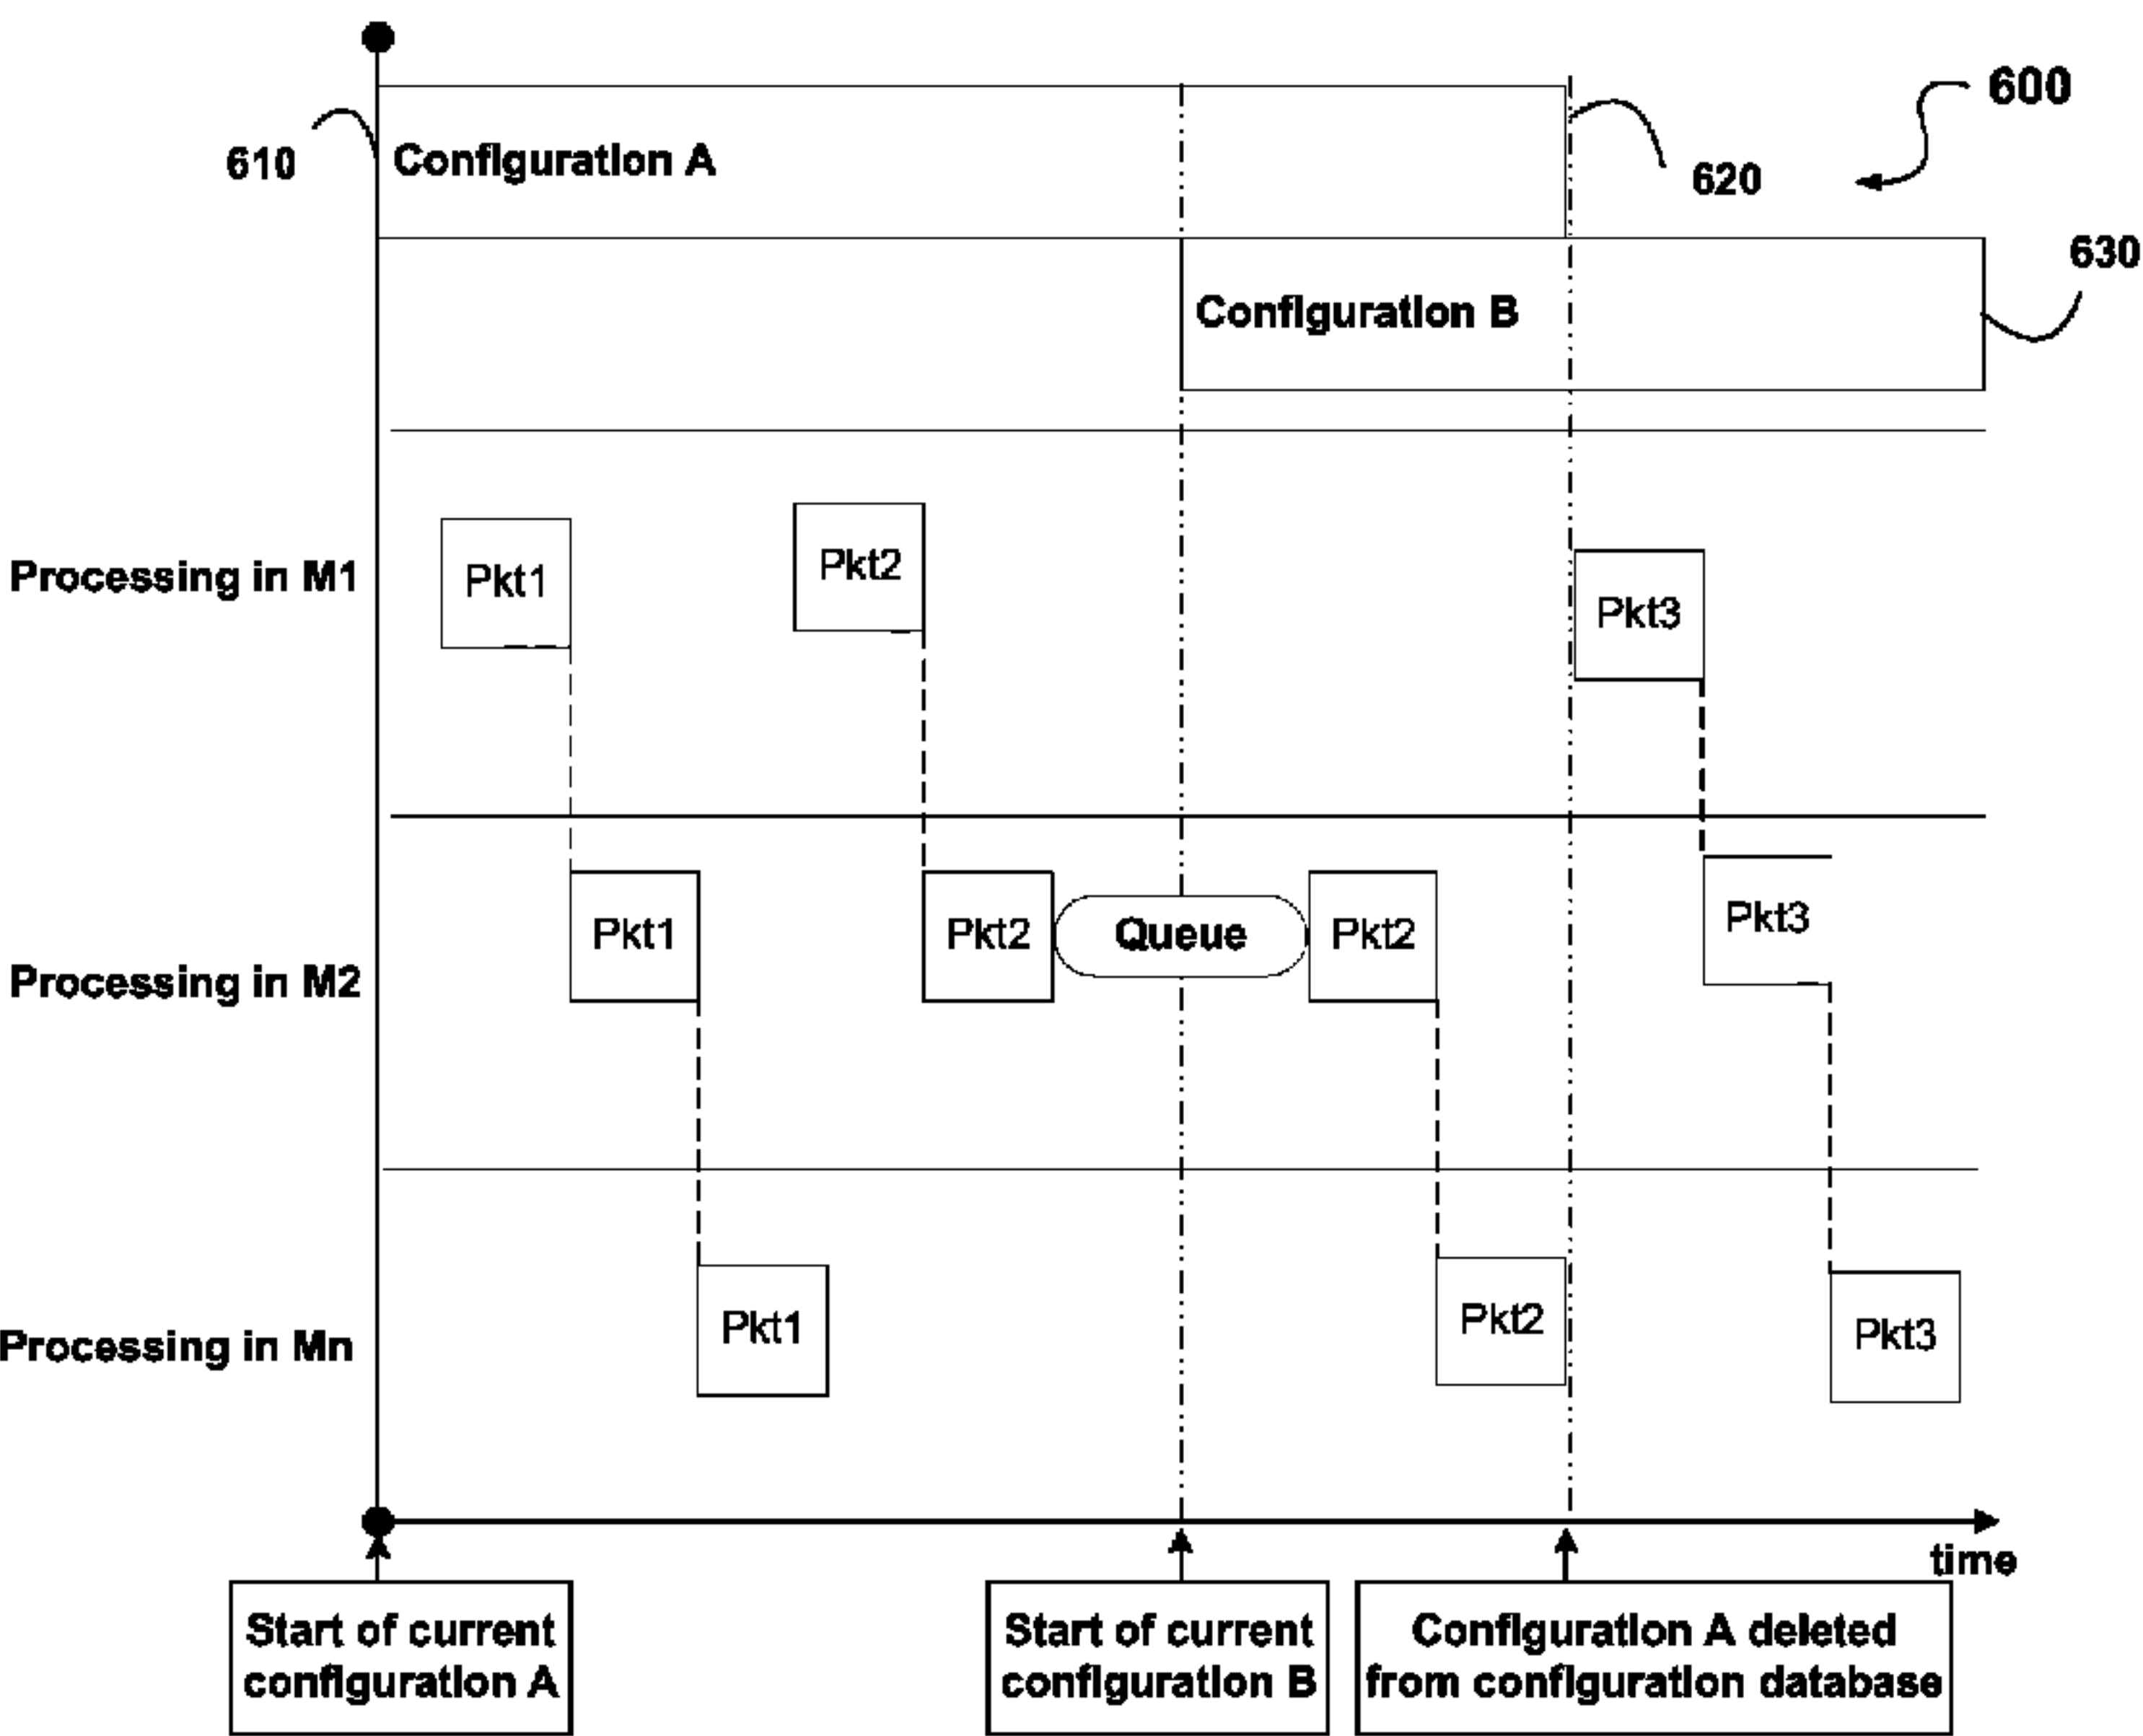 600
610
Configuration A
620
630
Configuration B
Processing in M1
Pkt1
Pkt2
Pkt3
Processing in M2
Pkt1
Pkt2
Queue
Pkt2
Pkt3
Processing in Mn
Pkt1
Pkt2
Pkt3
time
Start of current
configuration A
Start of current
configuration B
Configuration A deleted
from configuration database